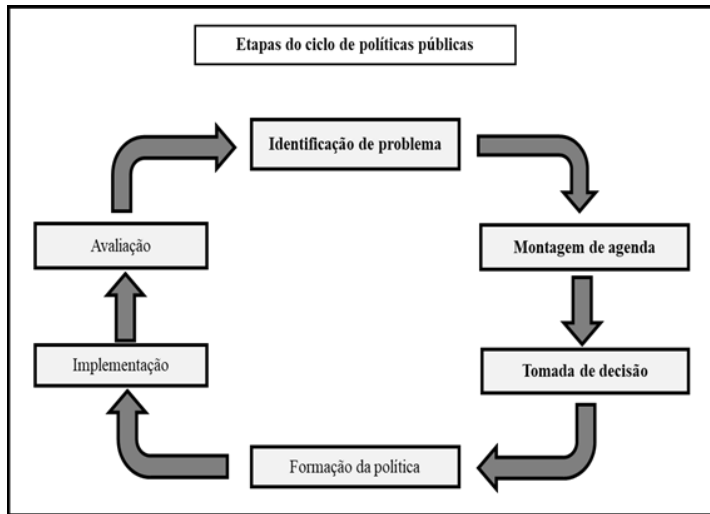 Etapas do ciclo de políticas públicas
Identificação de problema
Montagem de agenda
Tomada de decisão
Formação da política
Implementação
Avaliação